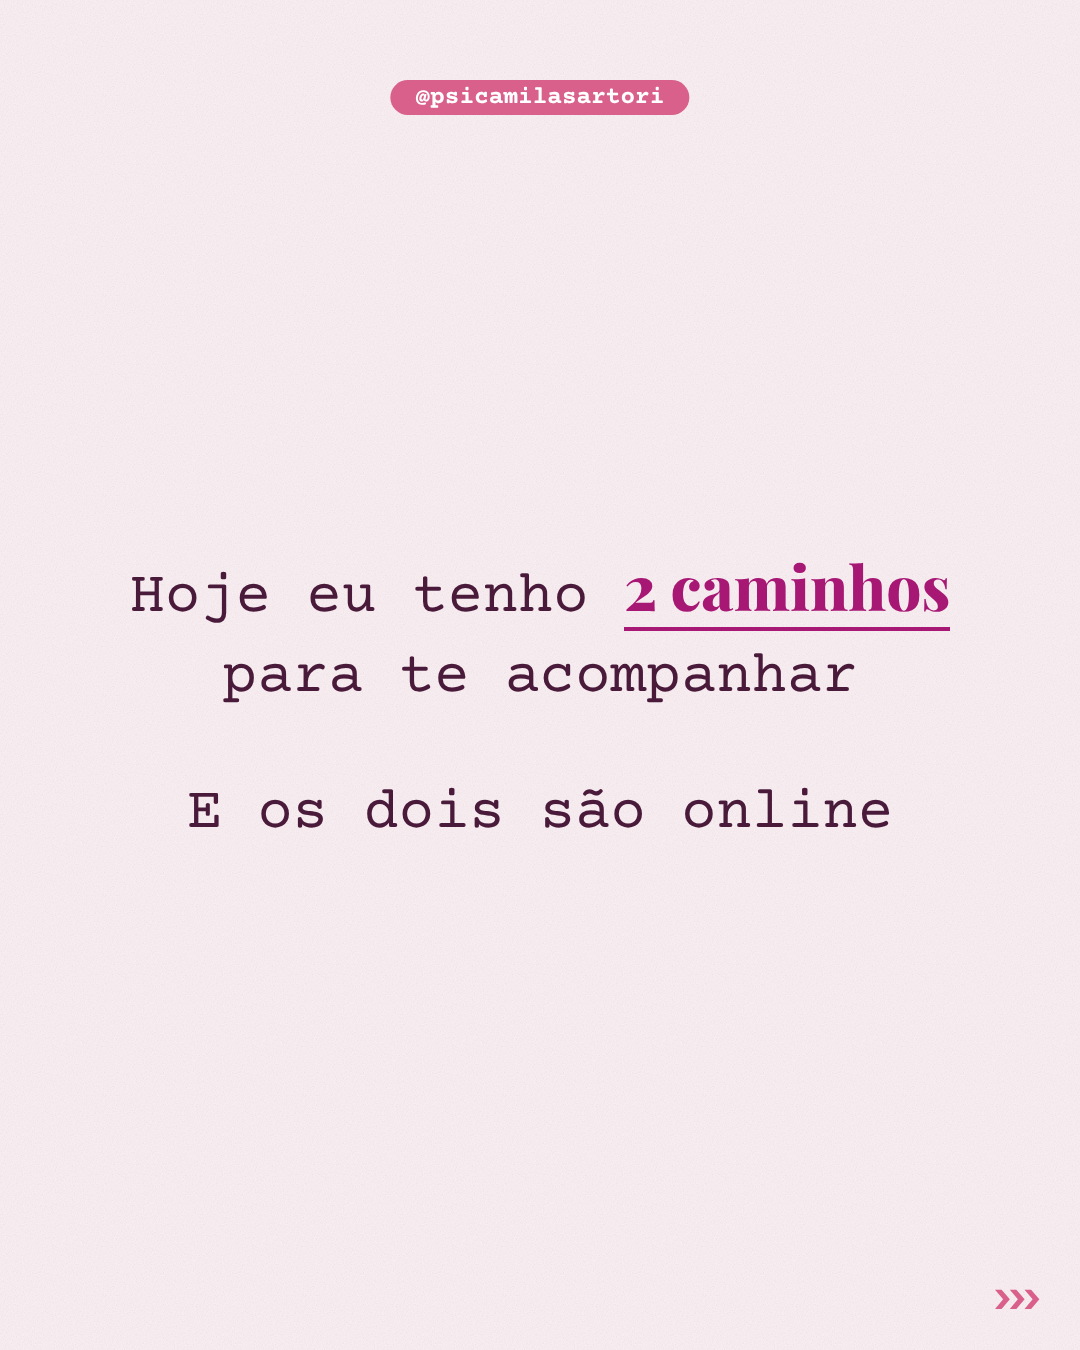 @psicamilasartori
Hoje eu tenho 2 caminhos
para te acompanhar
E os dois são online